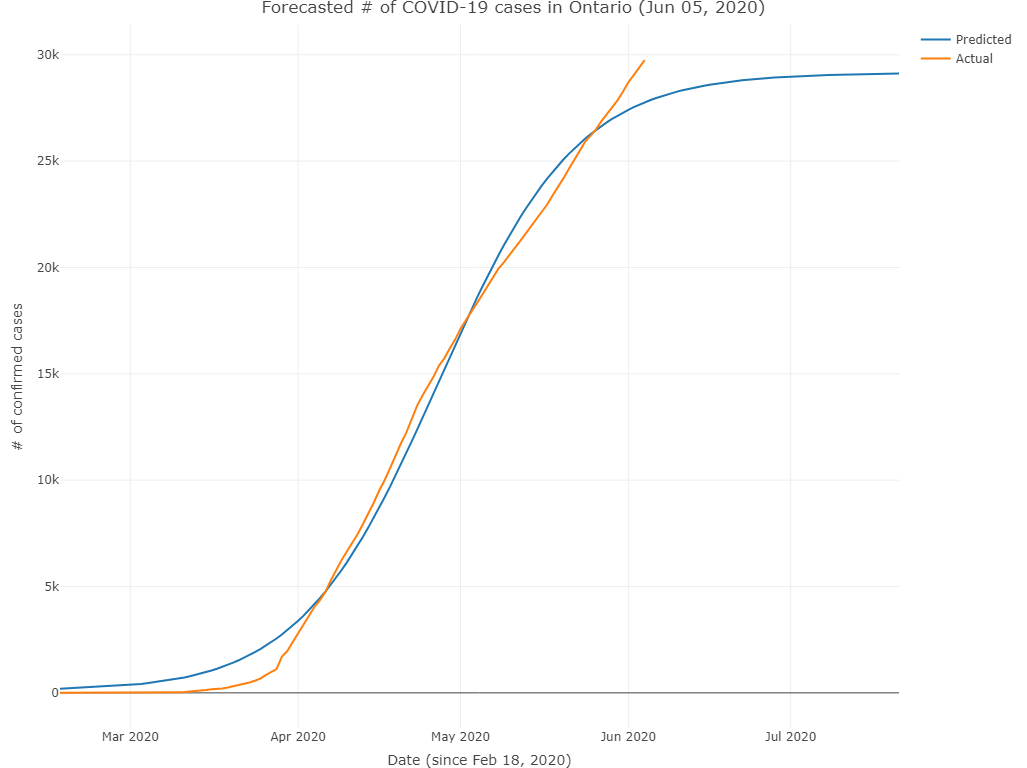 Forecasted # of COVID-19 cases in Ontario (Jun 05, 2020)
Predicted
Actual
30k
25k
20k
15k
10k
5k
0
# of confirmed cases
Mar 2020
Apr 2020
May 2020
Jun 2020
Jul 2020
Date (since Feb 18, 2020)